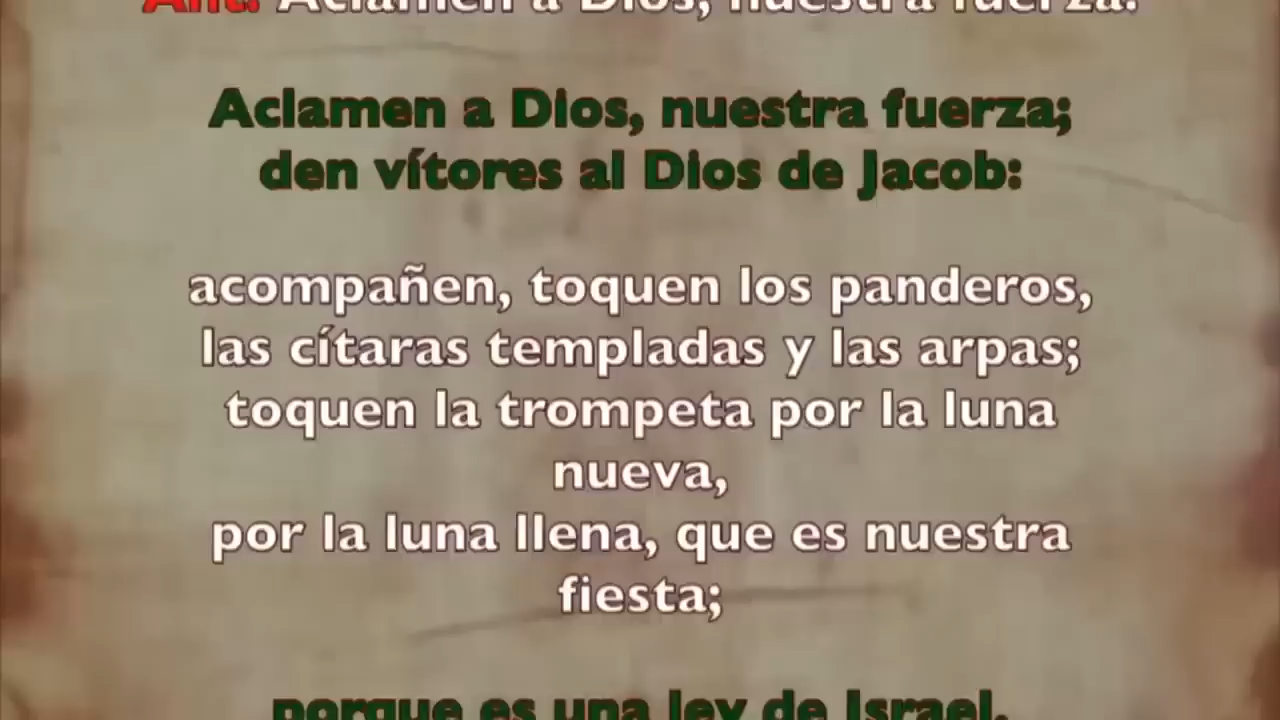 Ant. Aclamen a Dios, nuestra fuerza.
Aclamen a Dios, nuestra fuerza;
den vítores al Dios de Jacob:
acompañen, toquen los panderos,
las cítaras templadas y las arpas;
toquen la trompeta por la luna
nueva,
por la luna llena, que es nuestra
fiesta;
porque es una ley de Israel,